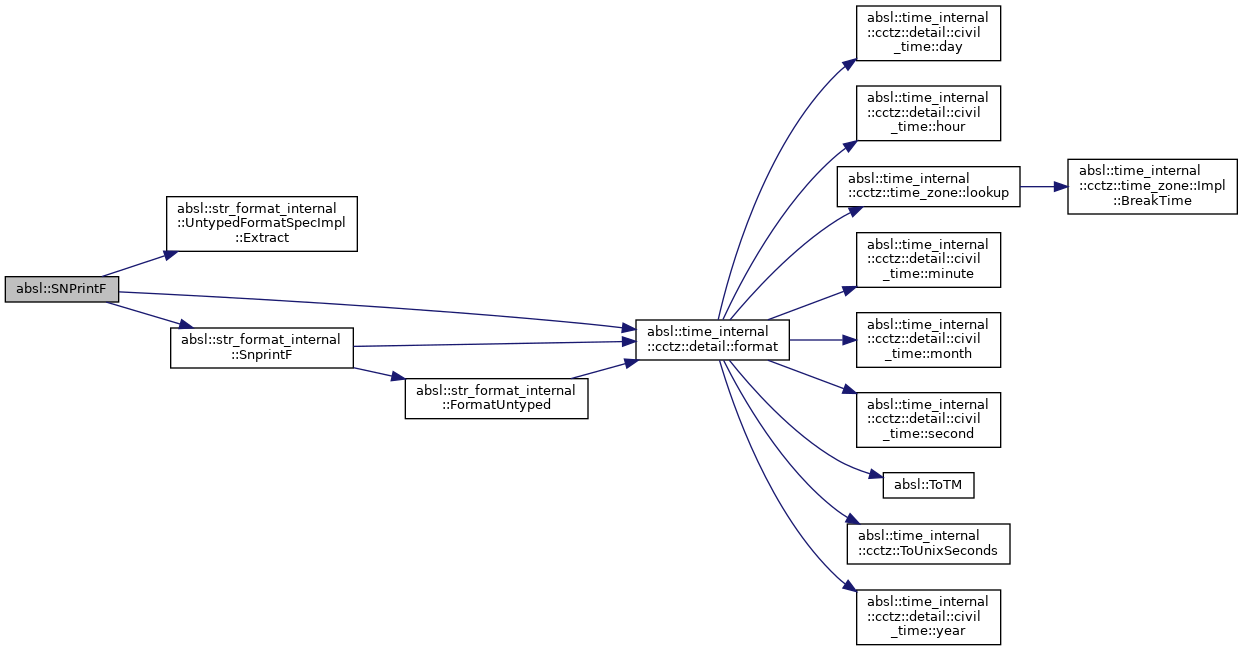 absl::SNPrintF
absl::str_format_internal
::UntypedFormatSpecImpl
::Extract
absl::str_format_internal
::SnprintF
absl::str_format_internal
::FormatUntyped
absl::time_internal
::cctz::detail::format
absl::time_internal
::cctz::detail::civil
_time::day
absl::time_internal
::cctz::detail::civil
_time::hour
absl::time_internal
::cctz::time_zone::lookup
absl::time_internal
::cctz::time_zone::Impl
::BreakTime
absl::time_internal
::cctz::detail::civil
_time::minute
absl::time_internal
::cctz::detail::civil
_time::month
absl::time_internal
::cctz::detail::civil
_time::second
absl::ToTM
absl::time_internal
::cctz::ToUnixSeconds
absl::time_internal
::cctz::detail::civil
_time::year